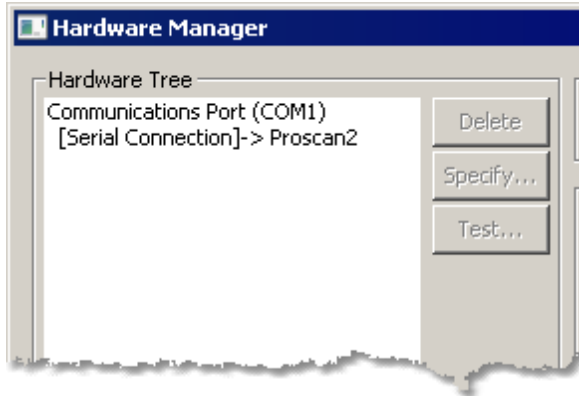 Hardware Manager
Hardware Tree
Communications Port (COM1)
[Serial Connection]-> Proscan2
Delete
Specify...
Test...